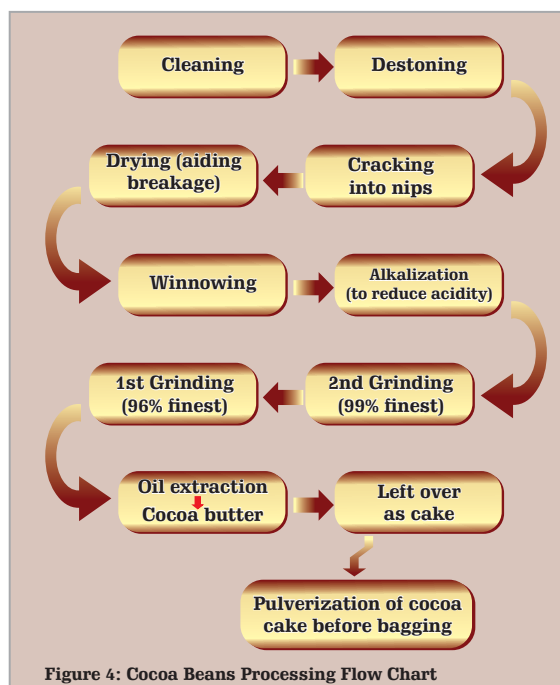 Cleaning
Destoning
Drying (aiding
breakage)
Cracking
into nips
Winnowing
Alkalization
(to reduce acidity)
1st Grinding
(96% finest)
2nd Grinding
(99% finest)
Oil extraction
Cocoa butter
Left over
as cake
Pulverization of cocoa
cake before bagging
Figure 4: Cocoa Beans Processing Flow Chart